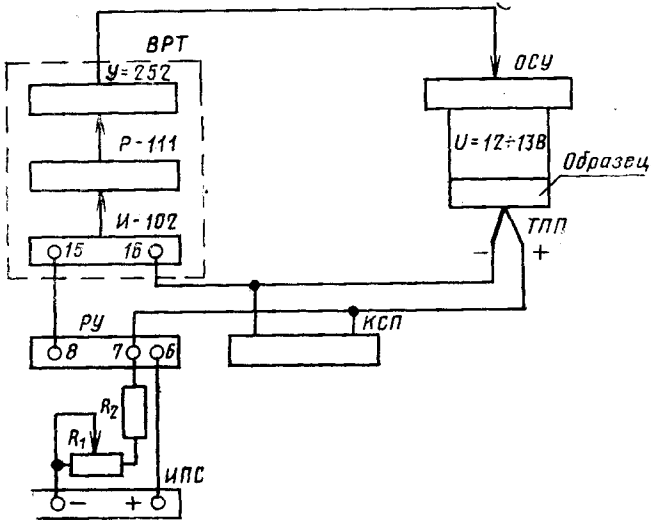 ВРТ
У=252
ОСУ
Р-111
U=12÷13В
Образец
И-102
15 16
ТПП
- +
РУ
КСП
8 7 6
R₂
R₁
ИПС
- +